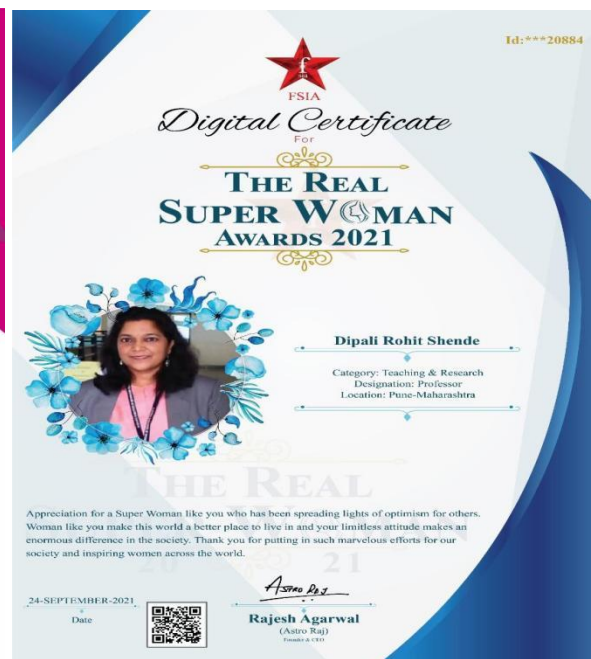 Id:***20884
f
FSIA
Digital Certificate
For
THE REAL
SUPER WOMAN
AWARDS 2021
Dipali Rohit Shende
Category: Teaching & Research
Designation: Professor
Location: Pune-Maharashtra
THE REAL
Appreciation for a Super Woman like you who has been spreading lights of optimism for others.
Woman like you make this world a better place to live in and your limitless attitude makes an
enormous difference in the society. Thank you for putting in such marvelous efforts for our
society and inspiring women across the world.
20 21
24-SEPTEMBER-2021
Date
Astro Raj
Rajesh Agarwal
(Astro Raj)
Founder & CEO